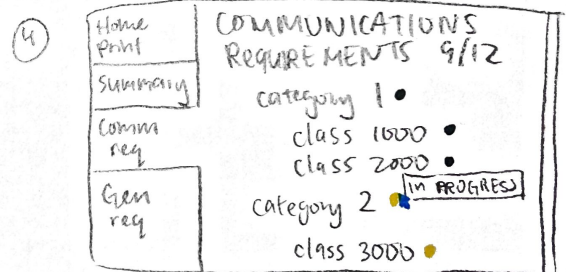 4
Home
print
Summary
Comm
req
Gen
req
COMMUNICATIONS
REQUIREMENTS 9/12
category 1
class 1000
class 2000
IN PROGRESS
category 2
class 3000